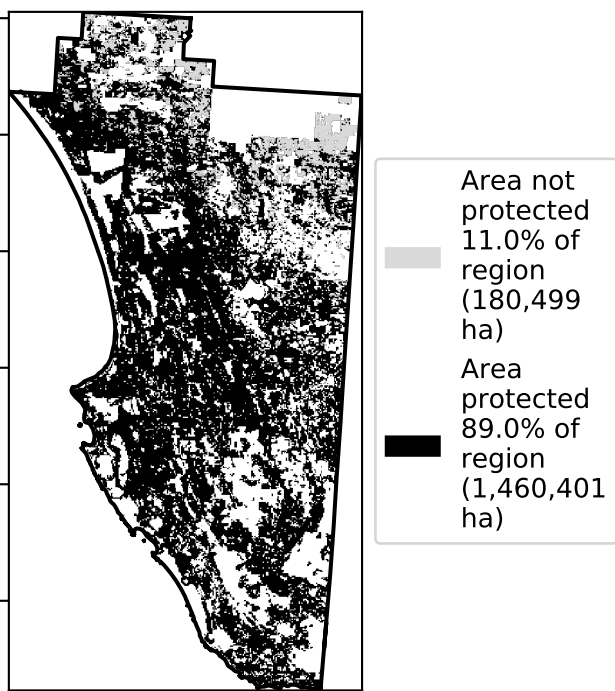 Area not
protected
11.0% of
region
(180,499
ha)
Area
protected
89.0% of
region
(1,460,401
ha)